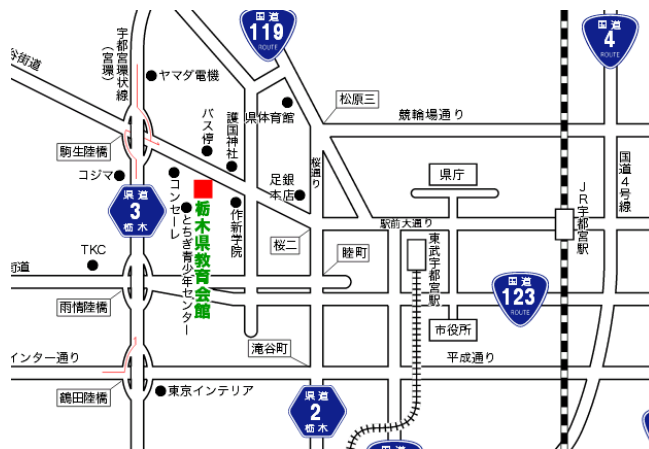 国道
119
ROUTE
国道
4
ROUTE
宇都宮環状線
(宮環)
谷街道
ヤマダ電機
バス停
護国神社
県体育館
松原三
競輪場通り
桜通り
国道4号線
駒生陸橋
コジマ
コンセーレ
足銀
本店
県庁
JR宇都宮駅
県道
3
栃木
栃木県教育会館
とちぎ青少年センター
作新学院
桜二
駅前大通り
東武宇都宮駅
睦町
TKC
街道
雨情陸橋
国道
123
ROUTE
市役所
滝谷町
インター通り
平成通り
鶴田陸橋
東京インテリア
県道
2
栃木
国道